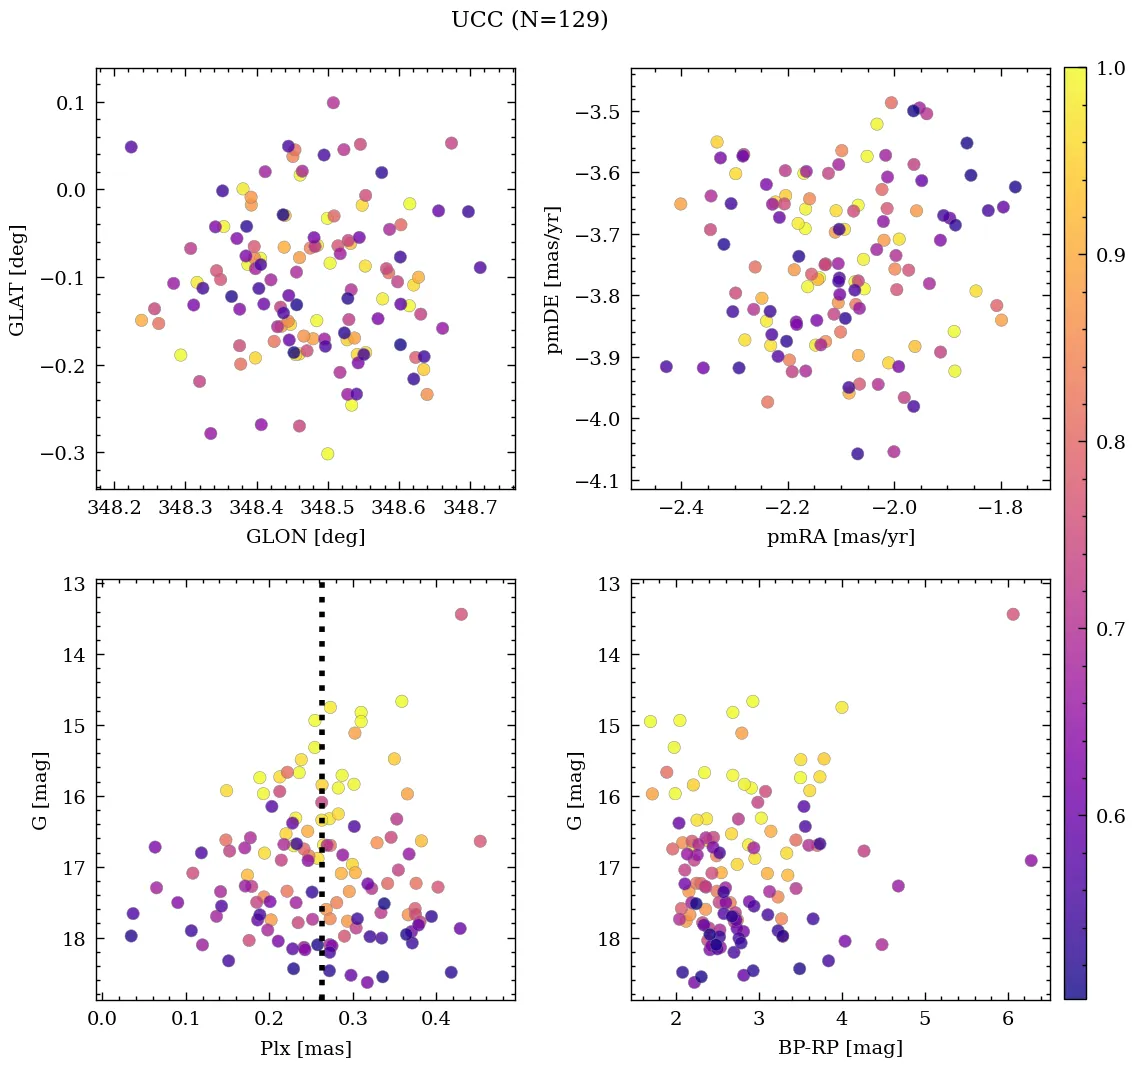 UCC (N=129)
0.1
0.0
−0.1
−0.2
−0.3
GLAT [deg]
348.2 348.3 348.4 348.5 348.6 348.7
GLON [deg]
−3.5
−3.6
−3.7
−3.8
−3.9
−4.0
−4.1
pmDE [mas/yr]
−2.4 −2.2 −2.0 −1.8
pmRA [mas/yr]
1.0
0.9
0.8
0.7
0.6
13
14
15
16
17
18
G [mag]
0.0 0.1 0.2 0.3 0.4
Plx [mas]
13
14
15
16
17
18
G [mag]
2 3 4 5 6
BP-RP [mag]